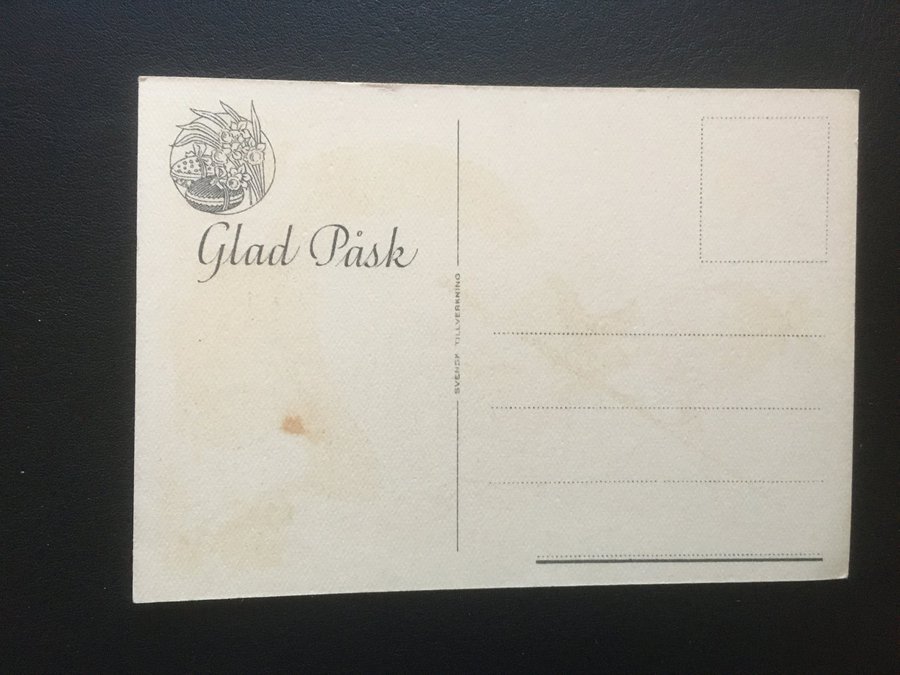 Glad Påsk
SVENSK TILLVERKNING